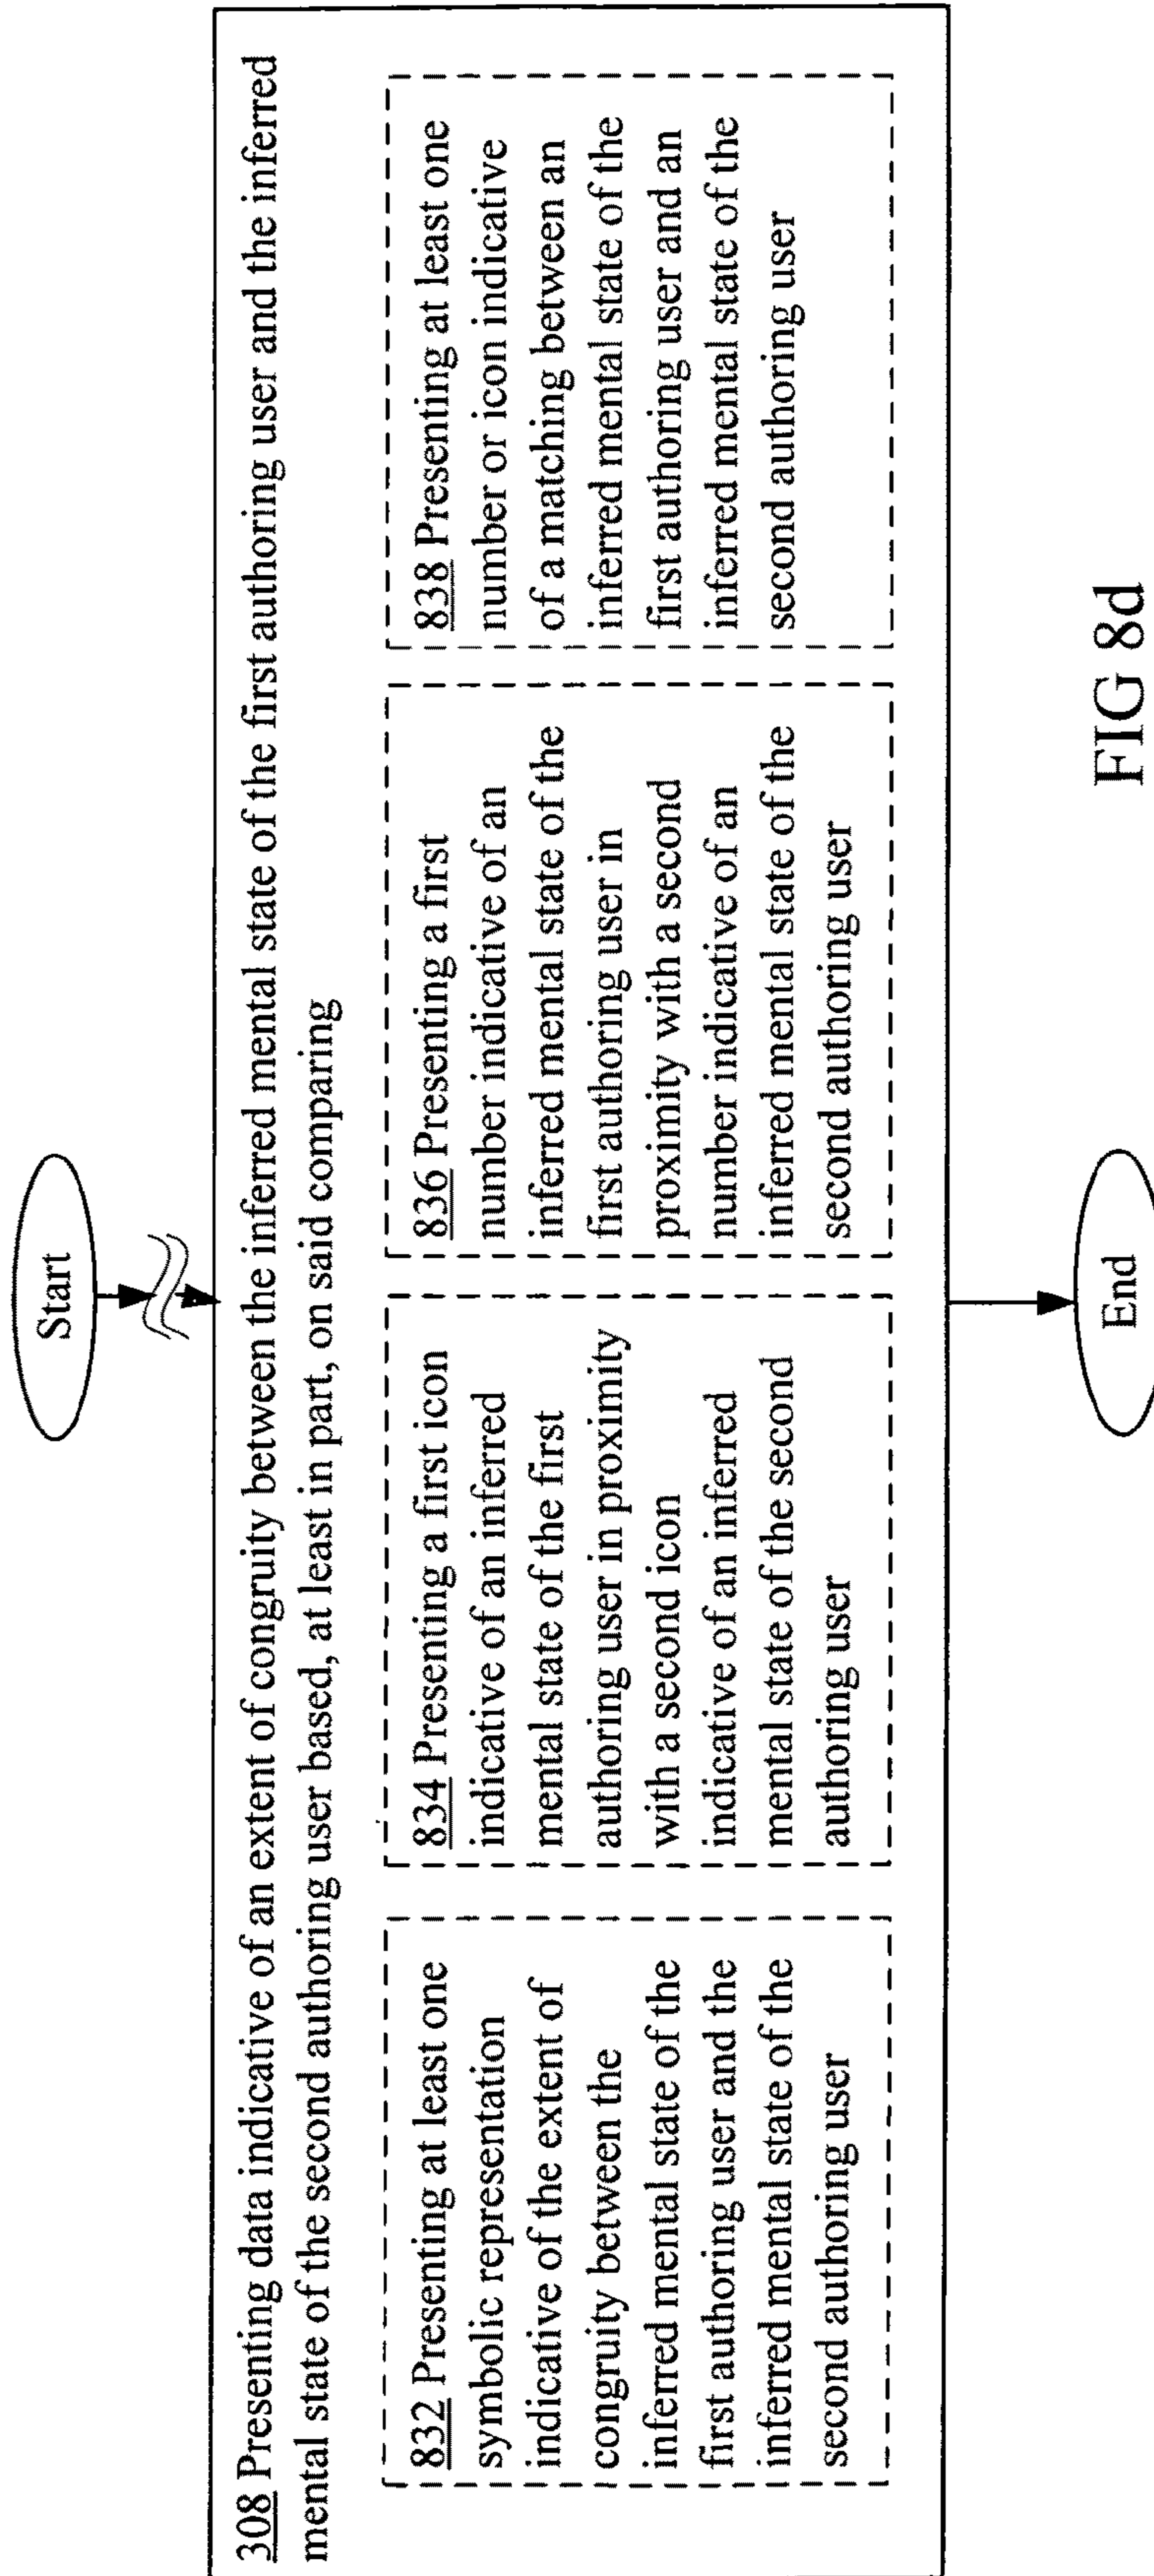 Start
308 Presenting data indicative of an extent of congruity between the inferred mental state of the first authoring user and the inferred
mental state of the second authoring user based, at least in part, on said comparing
832 Presenting at least one
symbolic representation
indicative of the extent of
congruity between the
inferred mental state of the
first authoring user and the
inferred mental state of the
second authoring user
834 Presenting a first icon
indicative of an inferred
mental state of the first
authoring user in proximity
with a second icon
indicative of an inferred
mental state of the second
authoring user
836 Presenting a first
number indicative of an
inferred mental state of the
first authoring user in
proximity with a second
number indicative of an
inferred mental state of the
second authoring user
838 Presenting at least one
number or icon indicative
of a matching between an
inferred mental state of the
first authoring user and an
inferred mental state of the
second authoring user
End
FIG 8d